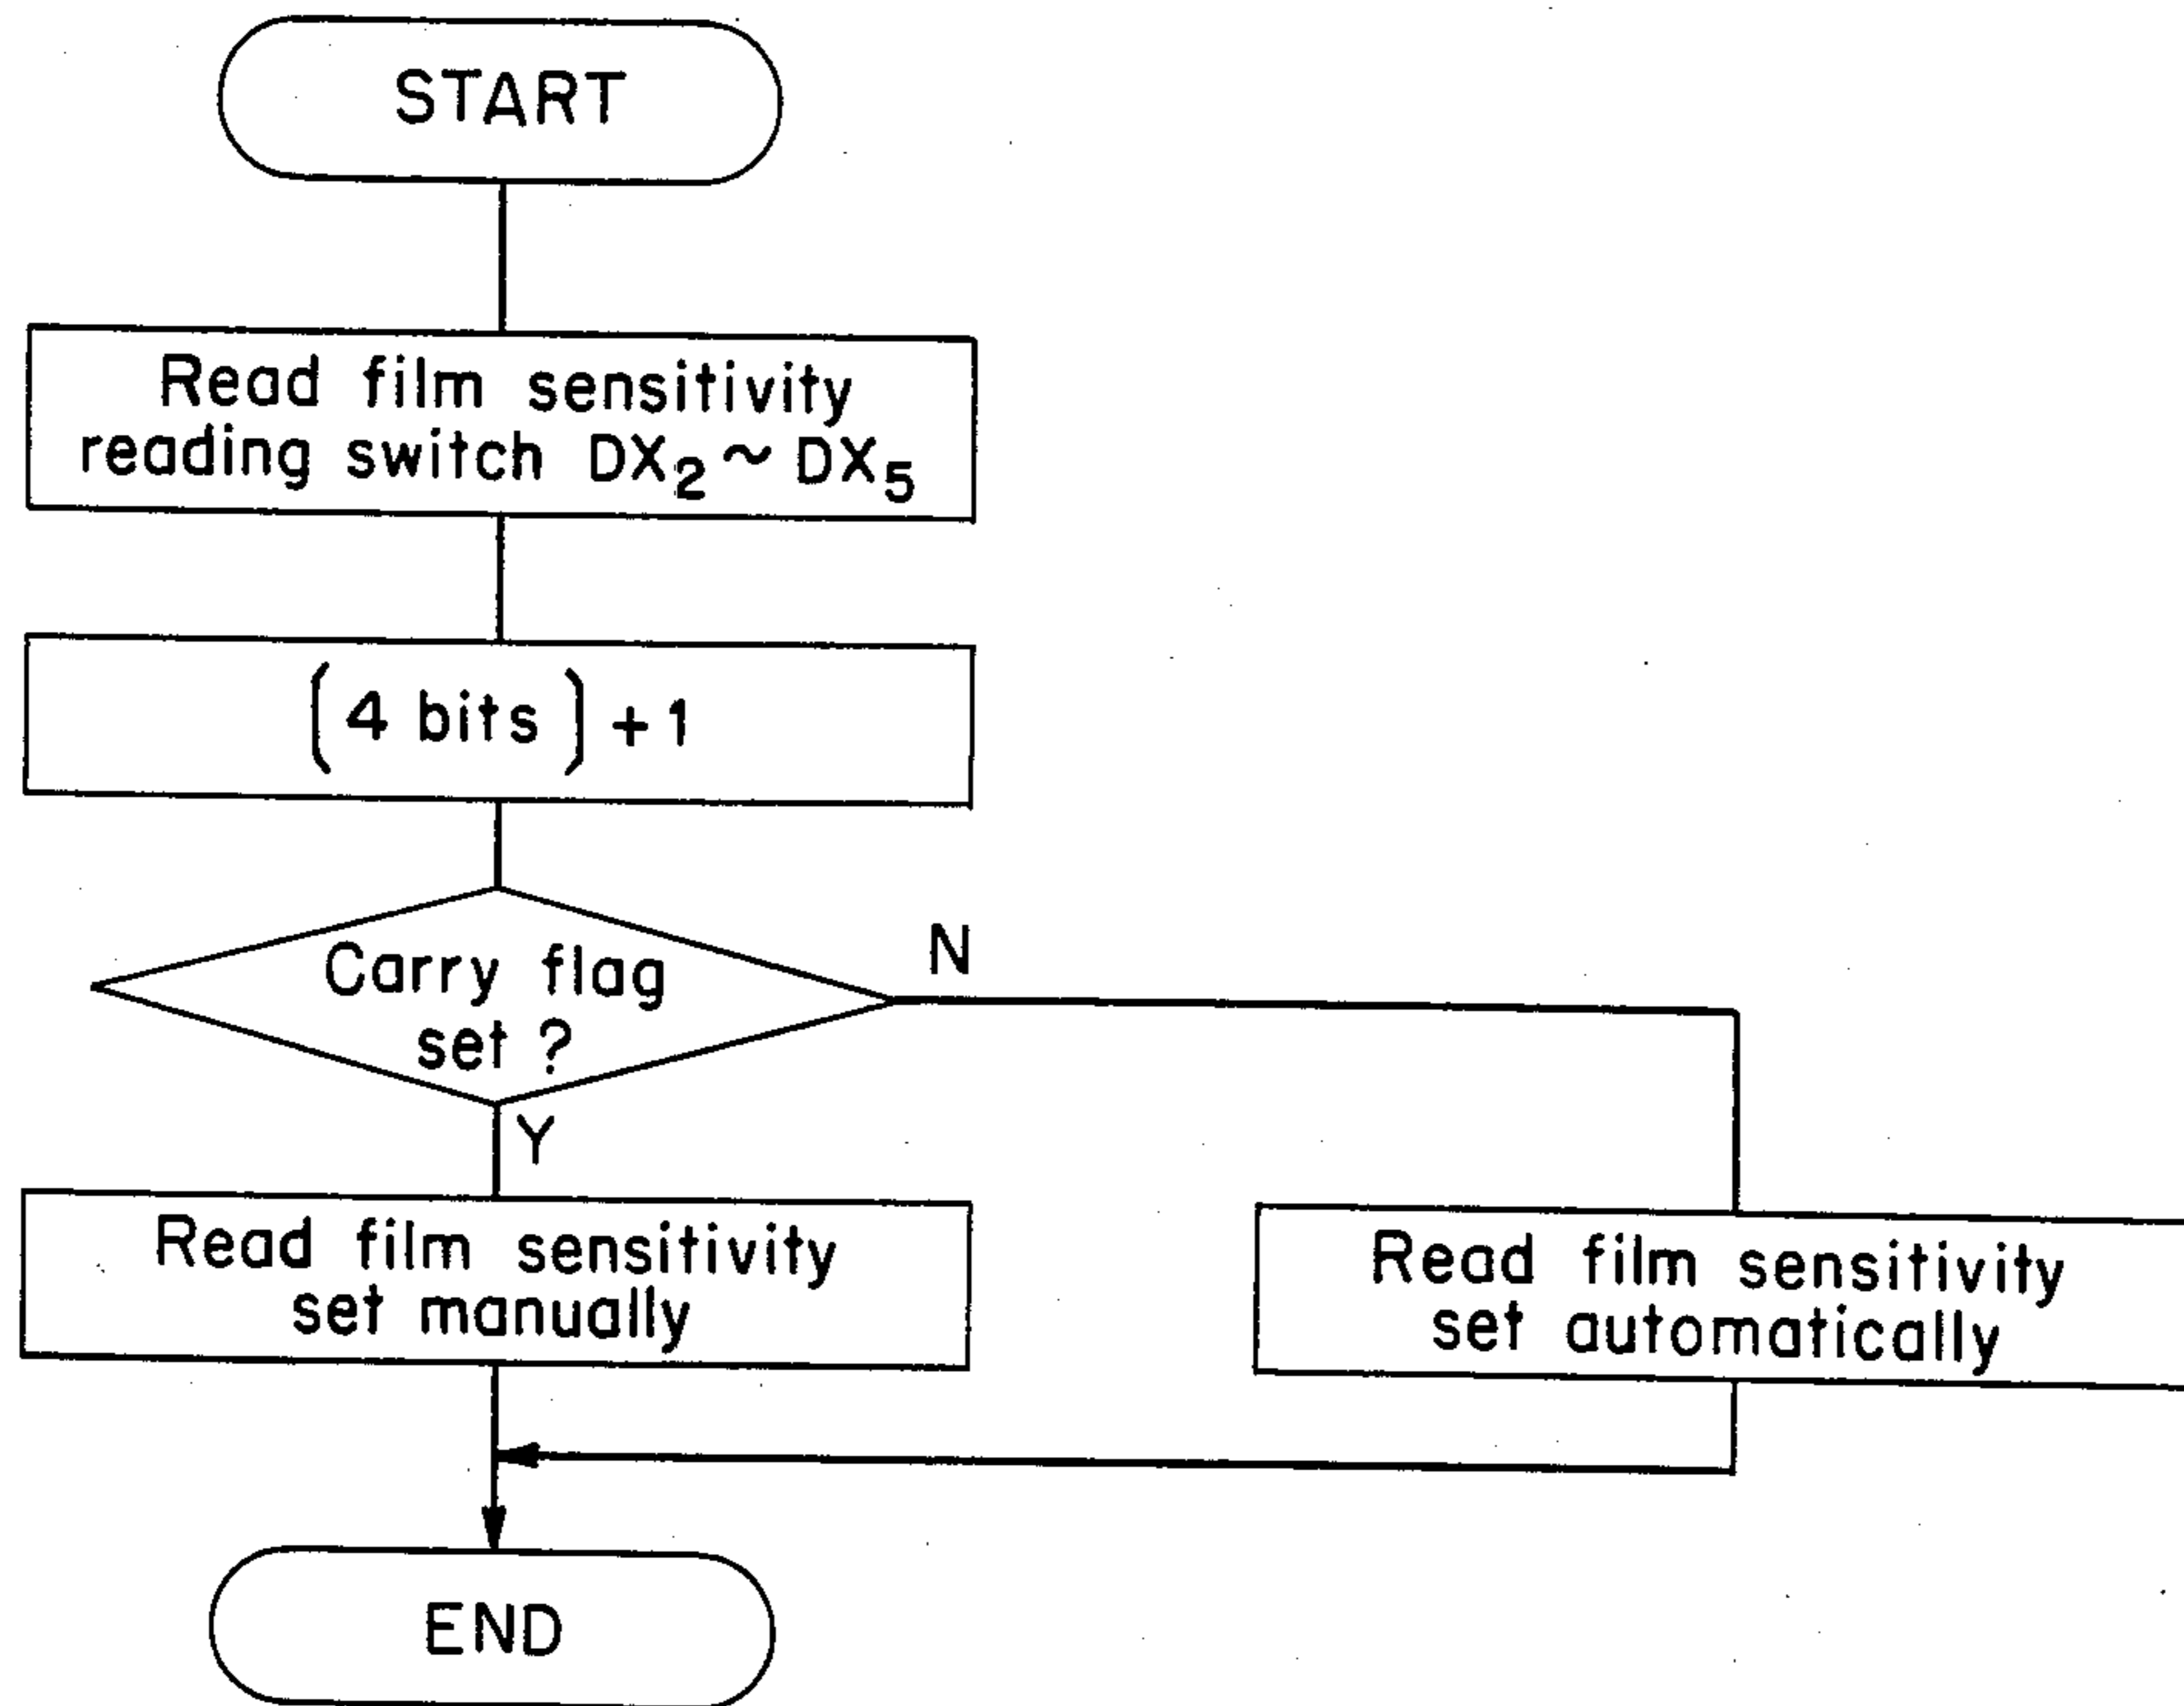 START
Read film sensitivity
reading switch DX₂ ~ DX₅
(4 bits) + 1
Carry flag
set ?
N
Y
Read film sensitivity
set manually
Read film sensitivity
set automatically
END